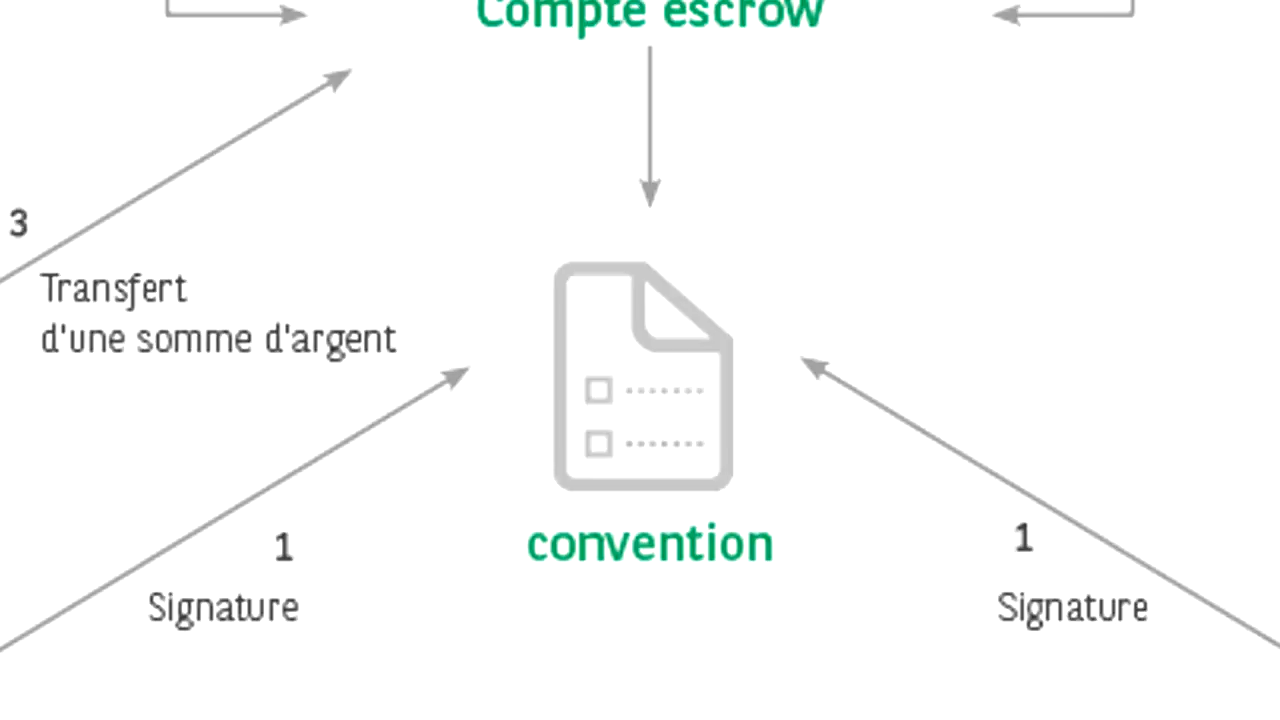 Compte escrow
3
Transfert
d'une somme d'argent
1
Signature
convention
1
Signature